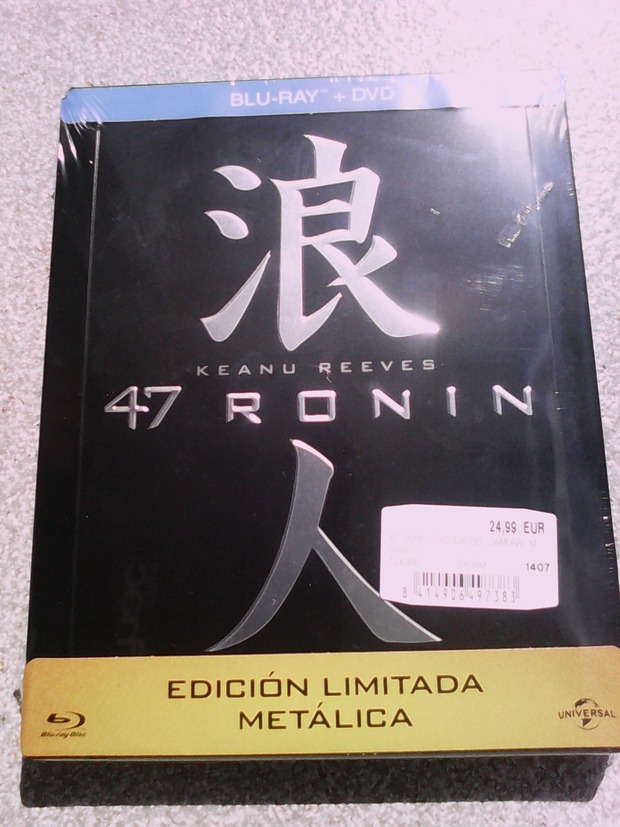 BLU-RAY™ + DVD
浪
KEANU REEVES
47 RONIN
人
24,99 EUR
1407
8 414906 497383
EDICIÓN LIMITADA
METÁLICA
Blu-ray Disc
UNIVERSAL